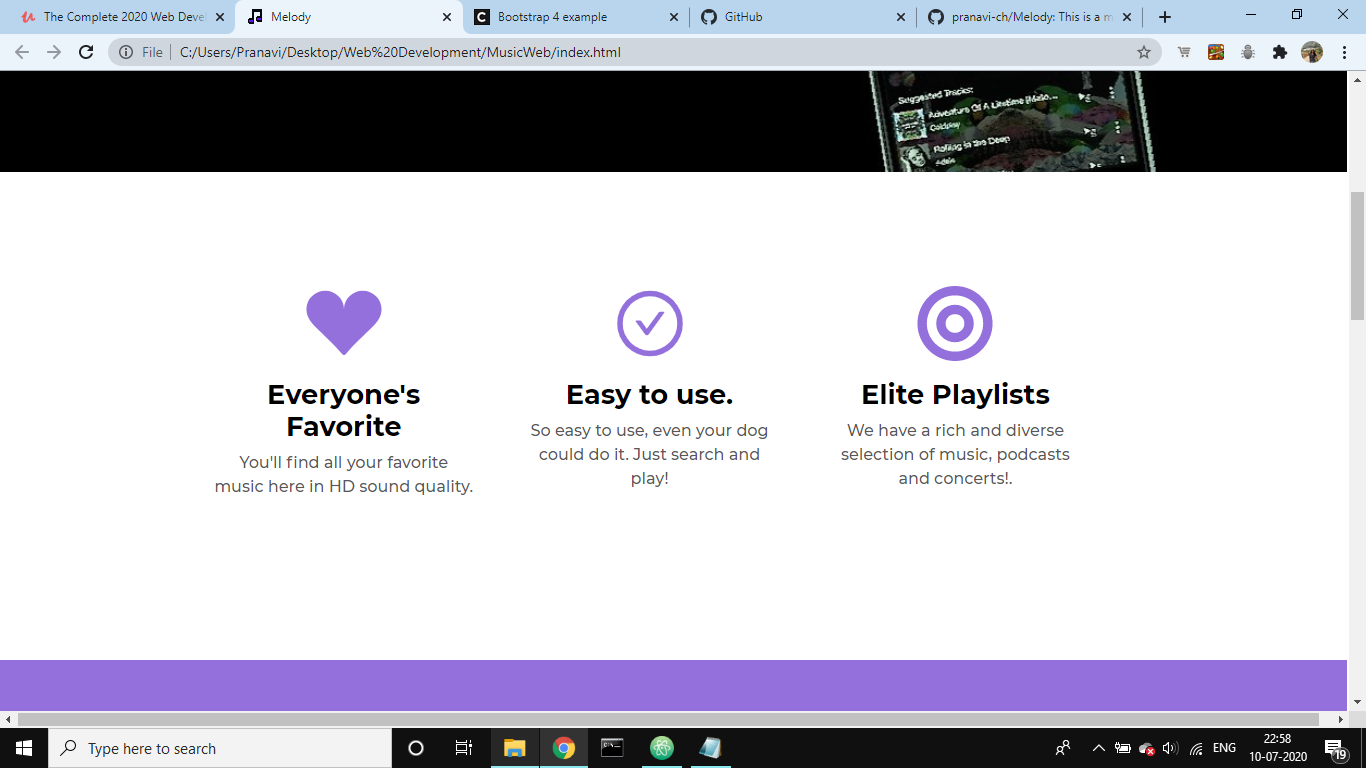 The Complete 2020 Web Devel
Melody
Bootstrap 4 example
GitHub
pranavi-ch/Melody: This is a m
File
C:/Users/Pranavi/Desktop/Web%20Development/MusicWeb/index.html
Suggested Tracks:
Adventure Of A Lifetime (Mato...
Coldplay
Rolling in the Deep
Adele
Everyone's
Favorite
You'll find all your favorite
music here in HD sound quality.
Easy to use.
So easy to use, even your dog
could do it. Just search and
play!
Elite Playlists
We have a rich and diverse
selection of music, podcasts
and concerts!.
Type here to search
ENG
22:58
10-07-2020
19